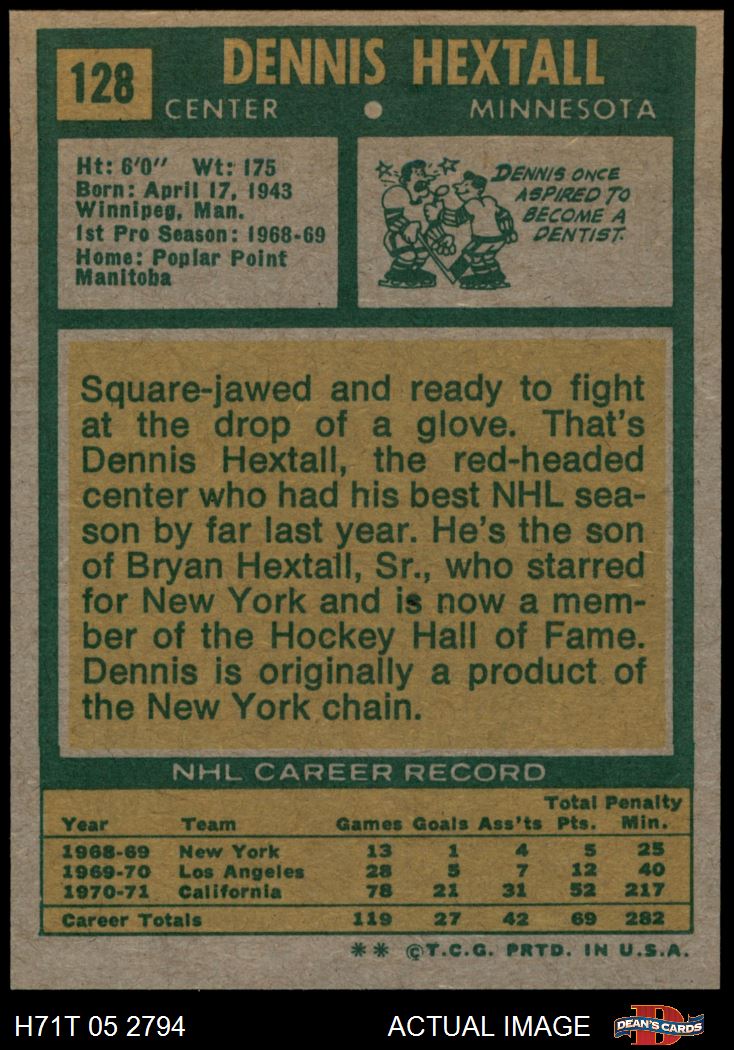 128
DENNIS HEXTALL
CENTER • MINNESOTA
Ht: 6'0" Wt: 175
Born: April 17, 1943
Winnipeg, Man.
1st Pro Season: 1968-69
Home: Poplar Point
Manitoba
DENNIS ONCE
ASPIRED TO
BECOME A
DENTIST.
Square-jawed and ready to fight
at the drop of a glove. That's
Dennis Hextall, the red-headed
center who had his best NHL sea-
son by far last year. He's the son
of Bryan Hextall, Sr., who starred
for New York and is now a mem-
ber of the Hockey Hall of Fame.
Dennis is originally a product of
the New York chain.
NHL CAREER RECORD
Total Penalty
Year Team Games Goals Ass'ts Pts. Min.
1968-69 New York 13 1 4 5 25
1969-70 Los Angeles 28 5 7 12 40
1970-71 California 78 21 31 52 217
Career Totals 119 27 42 69 282
** ©T.C.G. PRTD. IN U.S.A.
H71T 05 2794 ACTUAL IMAGE D DEAN'S CARDS